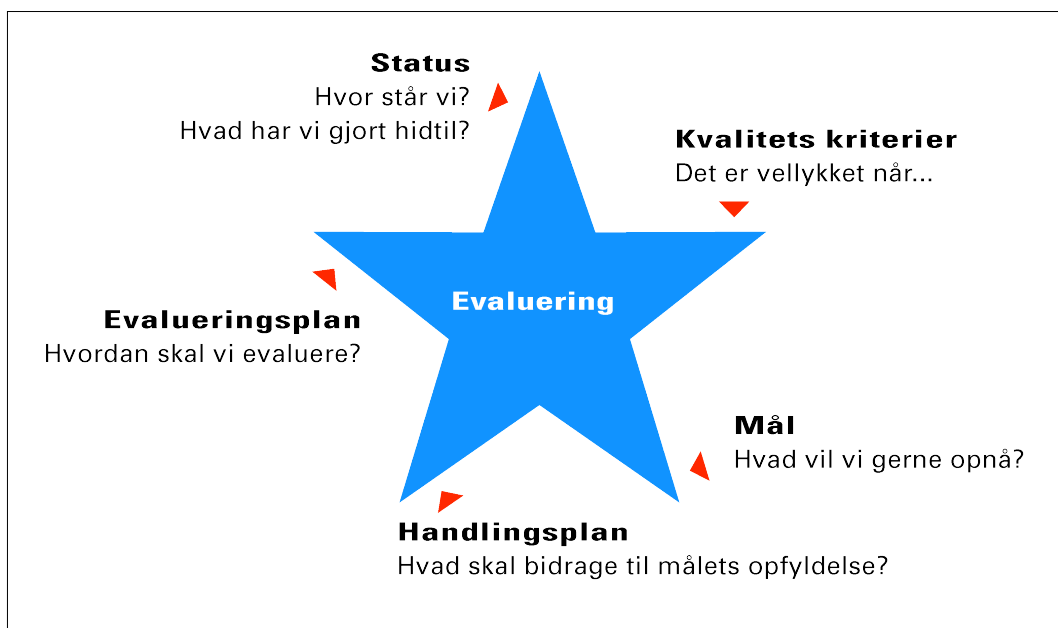 Status
Hvor står vi?
Hvad har vi gjort hidtil?
Kvalitets kriterier
Det er vellykket når...
Evaluering
Evalueringsplan
Hvordan skal vi evaluere?
Mål
Hvad vil vi gerne opnå?
Handlingsplan
Hvad skal bidrage til målets opfyldelse?